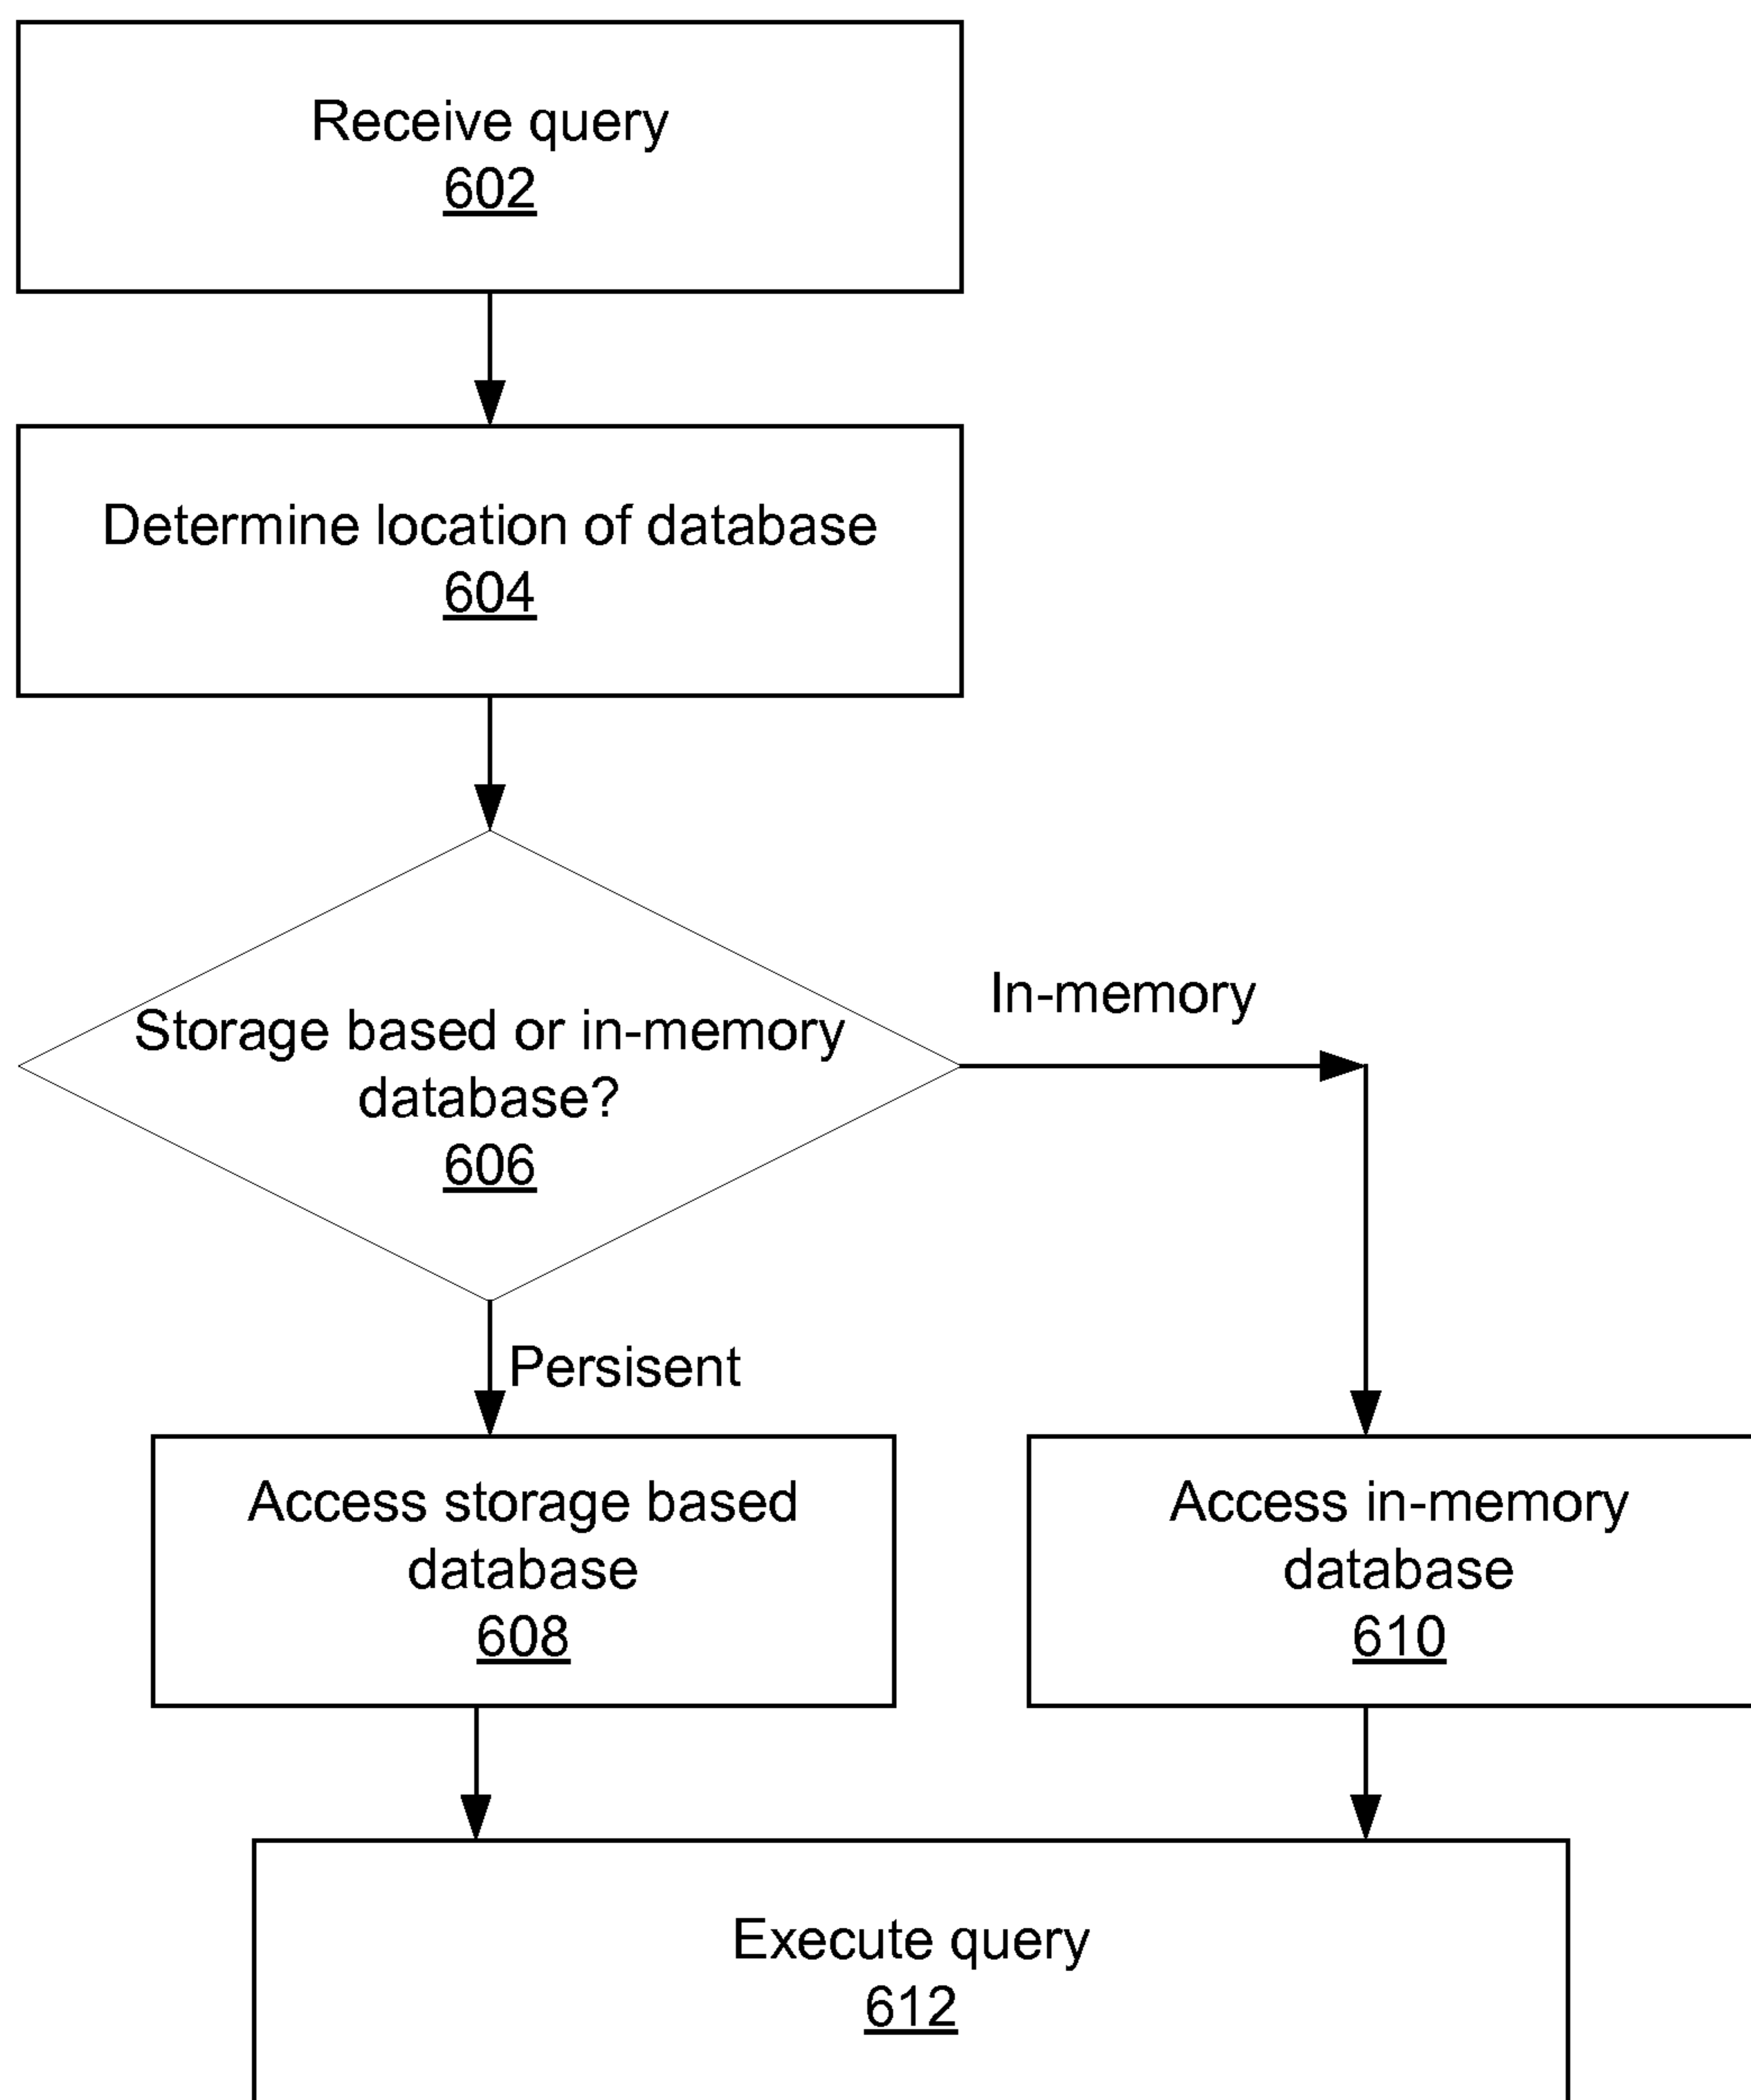 Receive query
602
Determine location of database
604
Storage based or in-memory
database?
606
In-memory
Persisent
Access storage based
database
608
Access in-memory
database
610
Execute query
612